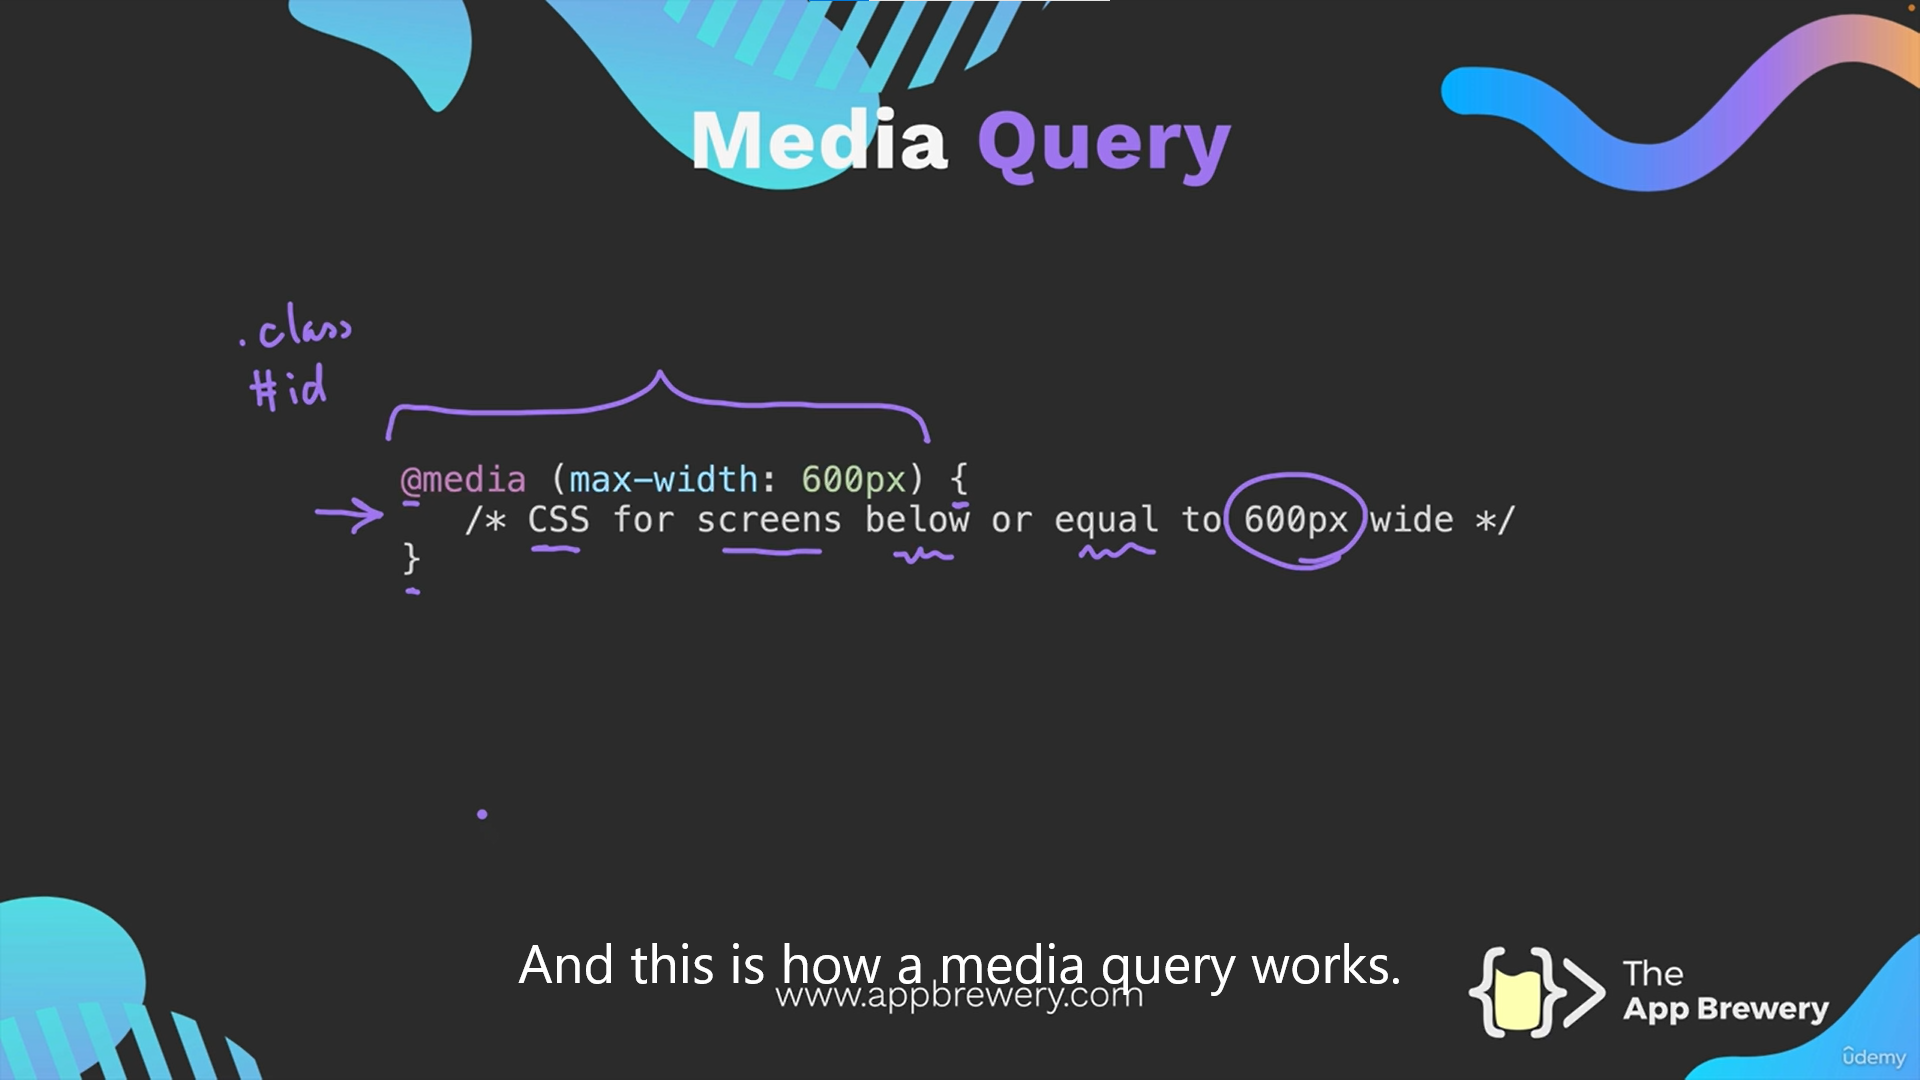 Media Query
.class
#id
@media (max-width: 600px) {
/* CSS for screens below or equal to 600px wide */
}
And this is how a media query works.
www.appbrewery.com
The
App Brewery
ûdemy